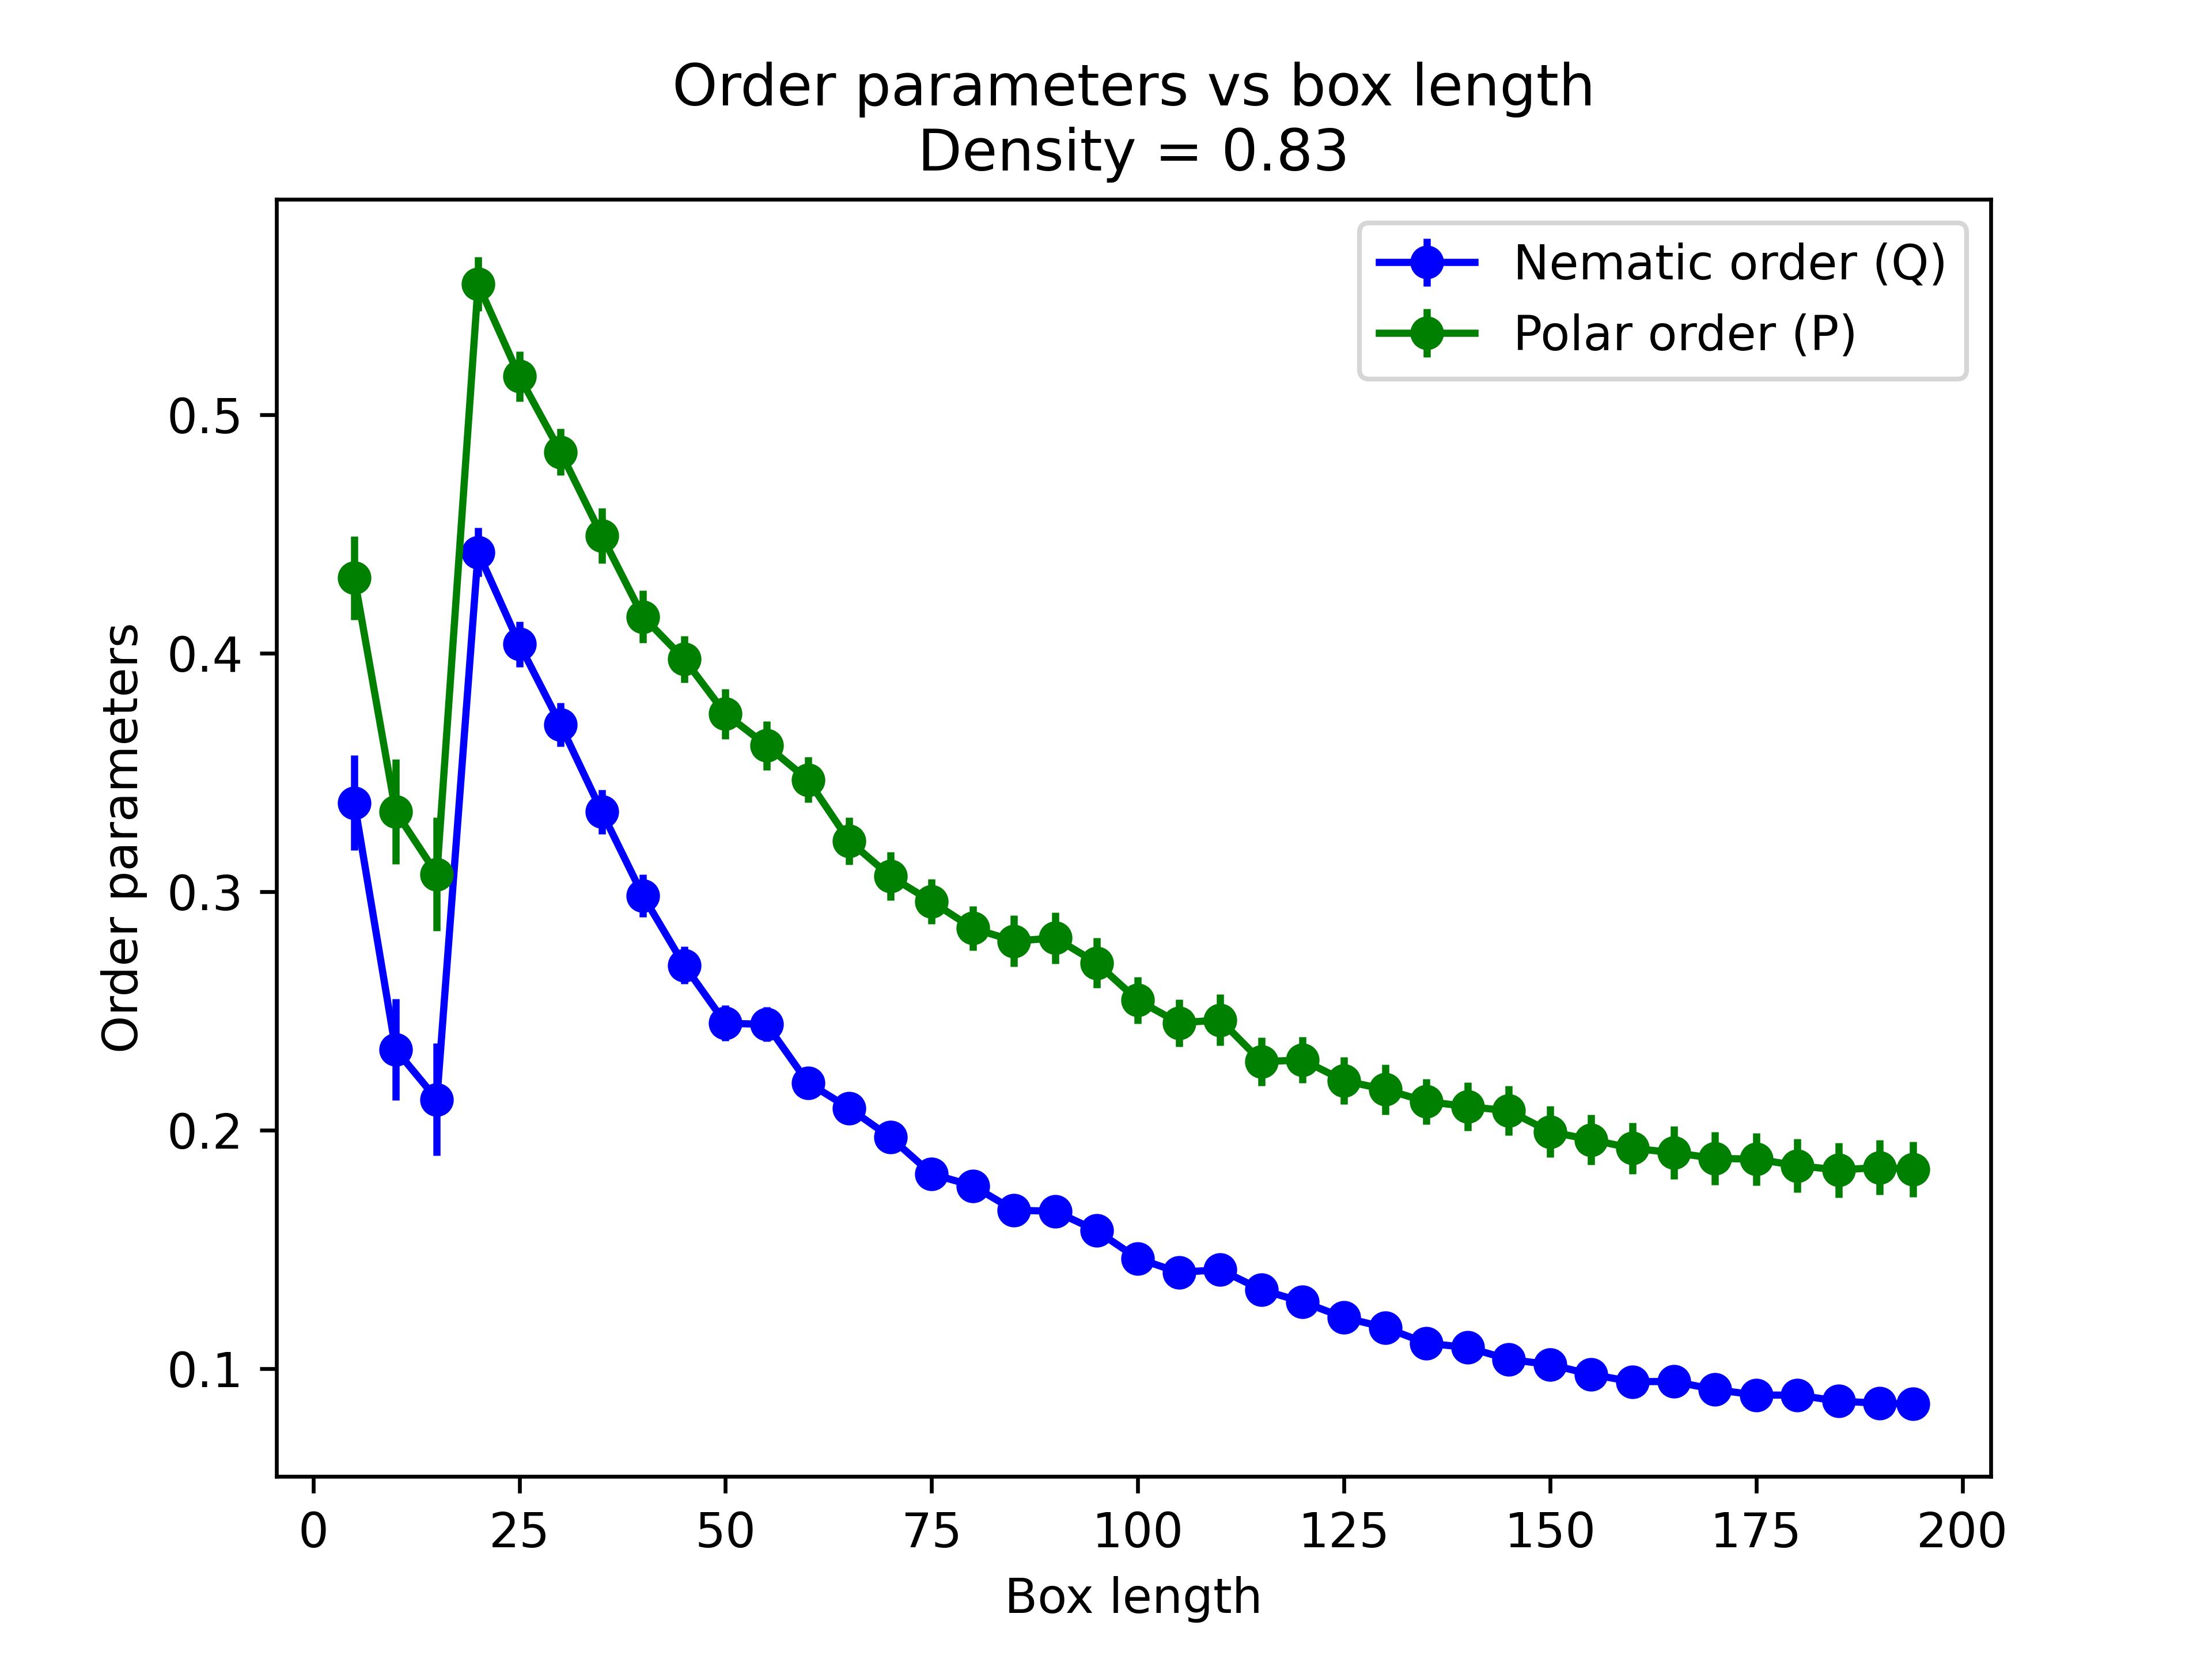 Order parameters vs box length
Density = 0.83
Nematic order (Q)
Polar order (P)
Order parameters
0.5
0.4
0.3
0.2
0.1
0 25 50 75 100 125 150 175 200
Box length